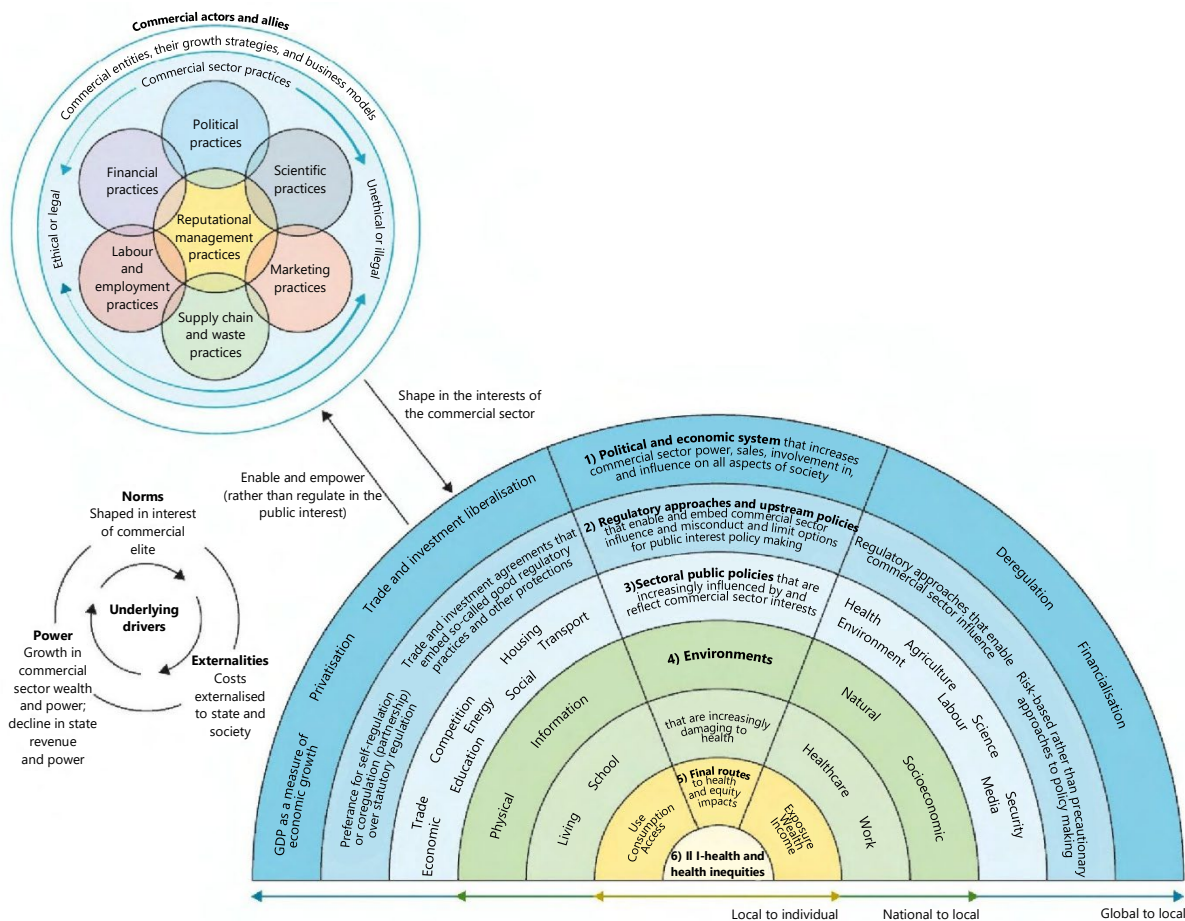 Commercial actors and allies
Commercial entities, their growth strategies, and business models
Commercial sector practices
Ethical or legal
Unethical or illegal
Political
practices
Financial
practices
Scientific
practices
Reputational
management
practices
Labour
and
employment
practices
Marketing
practices
Supply chain
and waste
practices
Shape in the interests of
the commercial sector
Enable and empower
(rather than regulate in the
public interest)
Norms
Shaped in interest
of commercial
elite
Underlying
drivers
Power
Growth in
commercial
sector wealth
and power;
decline in state
revenue
and power
Externalities
Costs
externalised
to state and
society
1) Political and economic system that increases
commercial sector power, sales, involvement in,
and influence on all aspects of society
GDP as a measure of
economic growth
Privatisation
Trade and investment liberalisation
Deregulation
Financialisation
2) Regulatory approaches and upstream policies
that enable and embed commercial sector
influence and misconduct and limit options
for public interest policy making
Preferance for self-regulation
or coregulation (partnership)
over statutory regulation
Trade and investment agreements that
embed so-called good regulatory
practices and other protections
Regulatory approaches that enable
commercial sector influence
Risk-based rather than precautionary
approaches to policy making
3)Sectoral public policies that are
increasingly influenced by and
reflect commercial sector interests
Economic
Trade
Education
Competition
Energy
Social
Housing
Transport
Health
Environment
Agriculture
Labour
Science
Media
Security
4) Environments
that are increasingly
damaging to
health
Physical
Information
Natural
Socioeconomic
Living
School
Healthcare
Work
5) Final routes
to health
and equity
impacts
Use
Consumption
Access
Exposure
Wealth
Income
6) Il I-health and
health inequities
Local to individual
National to local
Global to local